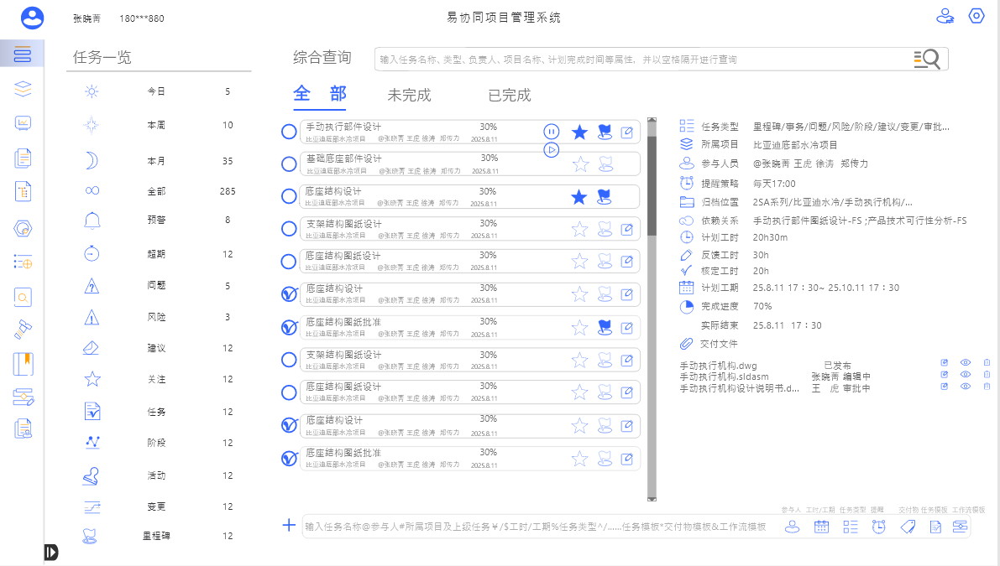 张晓菁 180***880
易协同项目管理系统
任务一览
今日 5
本周 10
本月 35
全部 285
预警 8
超期 12
问题 5
风险 3
建议 12
关注 12
任务 12
阶段 12
活动 12
变更 12
里程碑 12
综合查询
输入任务名称、类型、负责人、项目名称、计划完成时间等属性，并以空格隔开进行查询
全 部 未完成 已完成
手动执行部件设计 30%
比亚迪底部水冷项目 @张晓菁 王虎 徐涛 郑传力 2025.8.11
基础底座部件设计 30%
比亚迪底部水冷项目 @张晓菁 王虎 徐涛 郑传力 2025.8.11
底座结构设计 30%
比亚迪底部水冷项目 @张晓菁 王虎 徐涛 郑传力 2025.8.11
支架结构图纸设计 30%
比亚迪底部水冷项目 @张晓菁 王虎 徐涛 郑传力 2025.8.11
底座结构图纸设计 30%
比亚迪底部水冷项目 @张晓菁 王虎 徐涛 郑传力 2025.8.11
底座结构设计 30%
比亚迪底部水冷项目 @张晓菁 王虎 徐涛 郑传力 2025.8.11
底座结构图纸批准 30%
比亚迪底部水冷项目 @张晓菁 王虎 徐涛 郑传力 2025.8.11
支架结构图纸设计 30%
比亚迪底部水冷项目 @张晓菁 王虎 徐涛 郑传力 2025.8.11
底座结构图纸设计 30%
比亚迪底部水冷项目 @张晓菁 王虎 徐涛 郑传力 2025.8.11
底座结构设计 30%
比亚迪底部水冷项目 @张晓菁 王虎 徐涛 郑传力 2025.8.11
底座结构图纸批准 30%
比亚迪底部水冷项目 @张晓菁 王虎 徐涛 郑传力 2025.8.11
任务类型 里程碑/事务/问题/风险/阶段/建议/变更/审批...
所属项目 比亚迪底部水冷项目
参与人员 @张晓菁 王虎 徐涛 郑传力
提醒策略 每天17:00
归档位置 2SA系列/比亚迪水冷/手动执行机构/...
依赖关系 手动执行部件图纸设计-FS ;产品技术可行性分析-FS
计划工时 20h30m
反馈工时 30h
核定工时 20h
计划工期 25.8.11 17：30~ 25.10.11 17：30
完成进度 70%
实际结束 25.8.11 17：30
交付文件
手动执行机构.dwg 已发布
手动执行机构.sldasm 张晓菁 编辑中
手动执行机构设计说明书.d... 王 虎 审批中
参与人 工时/工期 任务类型 提醒 交付物 任务模板 工作流模板
输入任务名称@参与人#所属项目及上级任务￥/$工时/工期%任务类型^/......任务模板*交付物模板&工作流模板